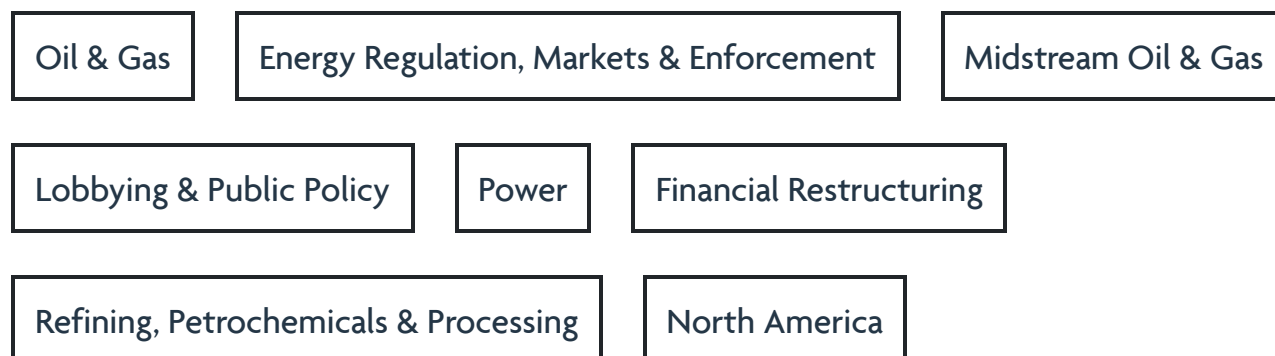 Oil & Gas Energy Regulation, Markets & Enforcement Midstream Oil & Gas
Lobbying & Public Policy Power Financial Restructuring
Refining, Petrochemicals & Processing North America